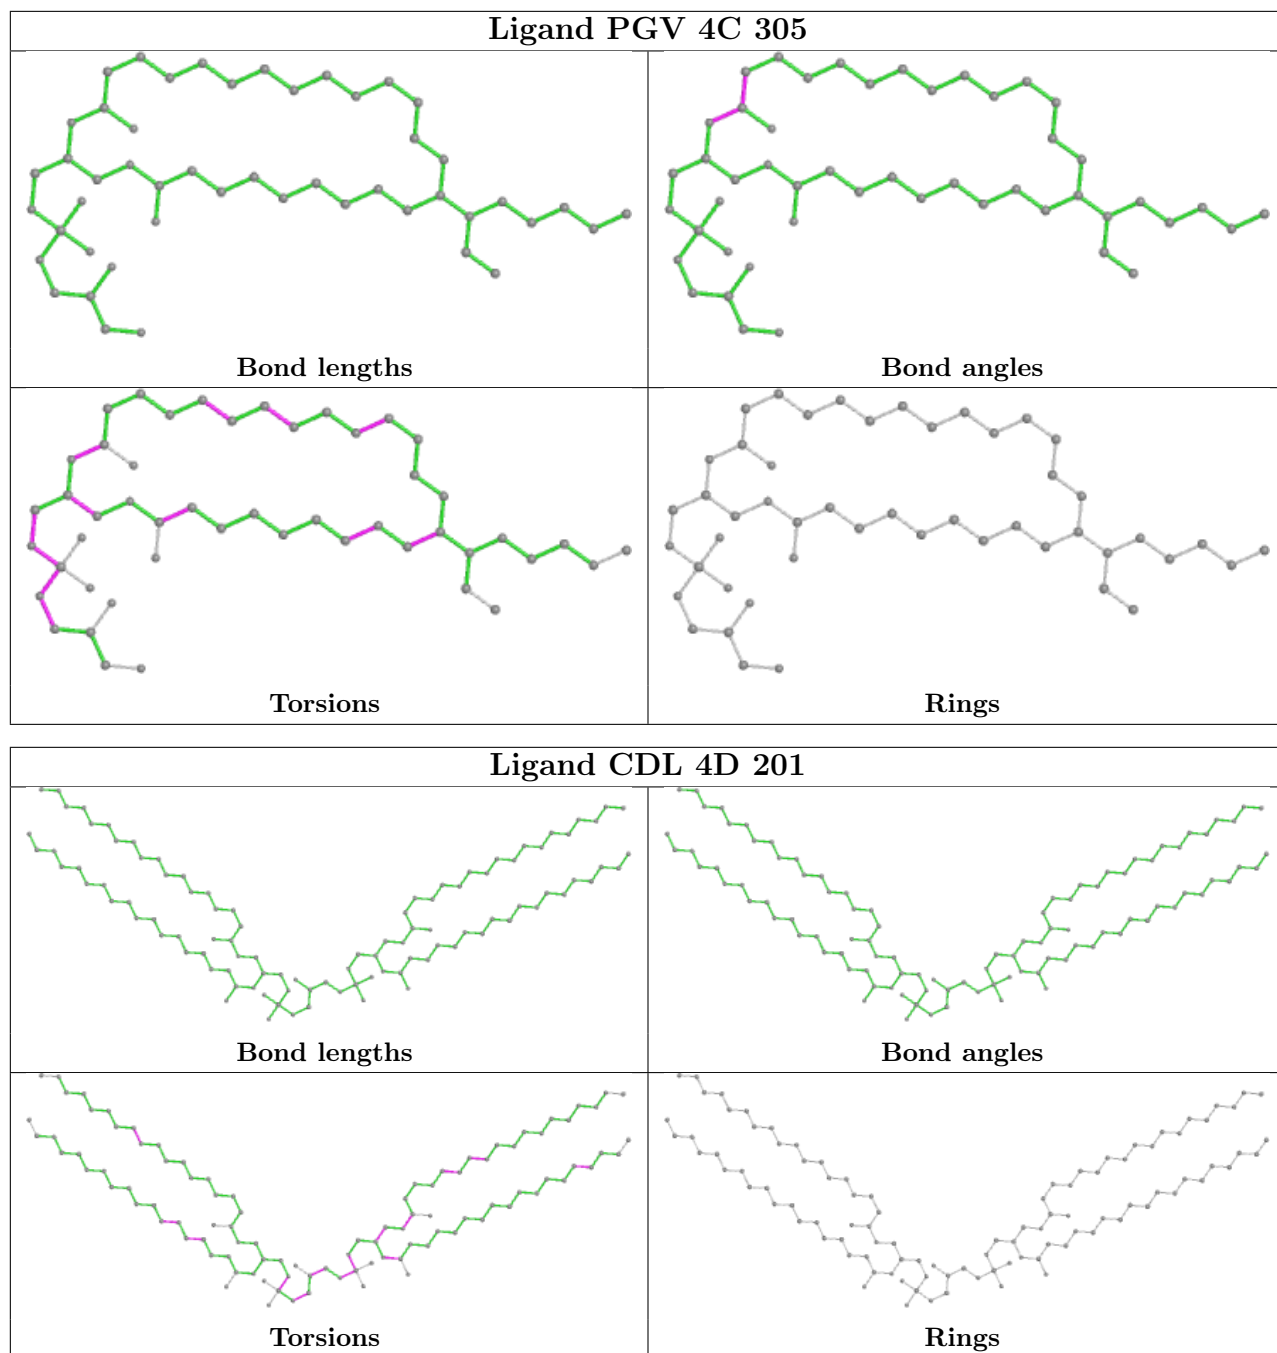 Ligand PGV 4C 305
Bond lengths
Bond angles
Torsions
Rings
Ligand CDL 4D 201
Bond lengths
Bond angles
Torsions
Rings